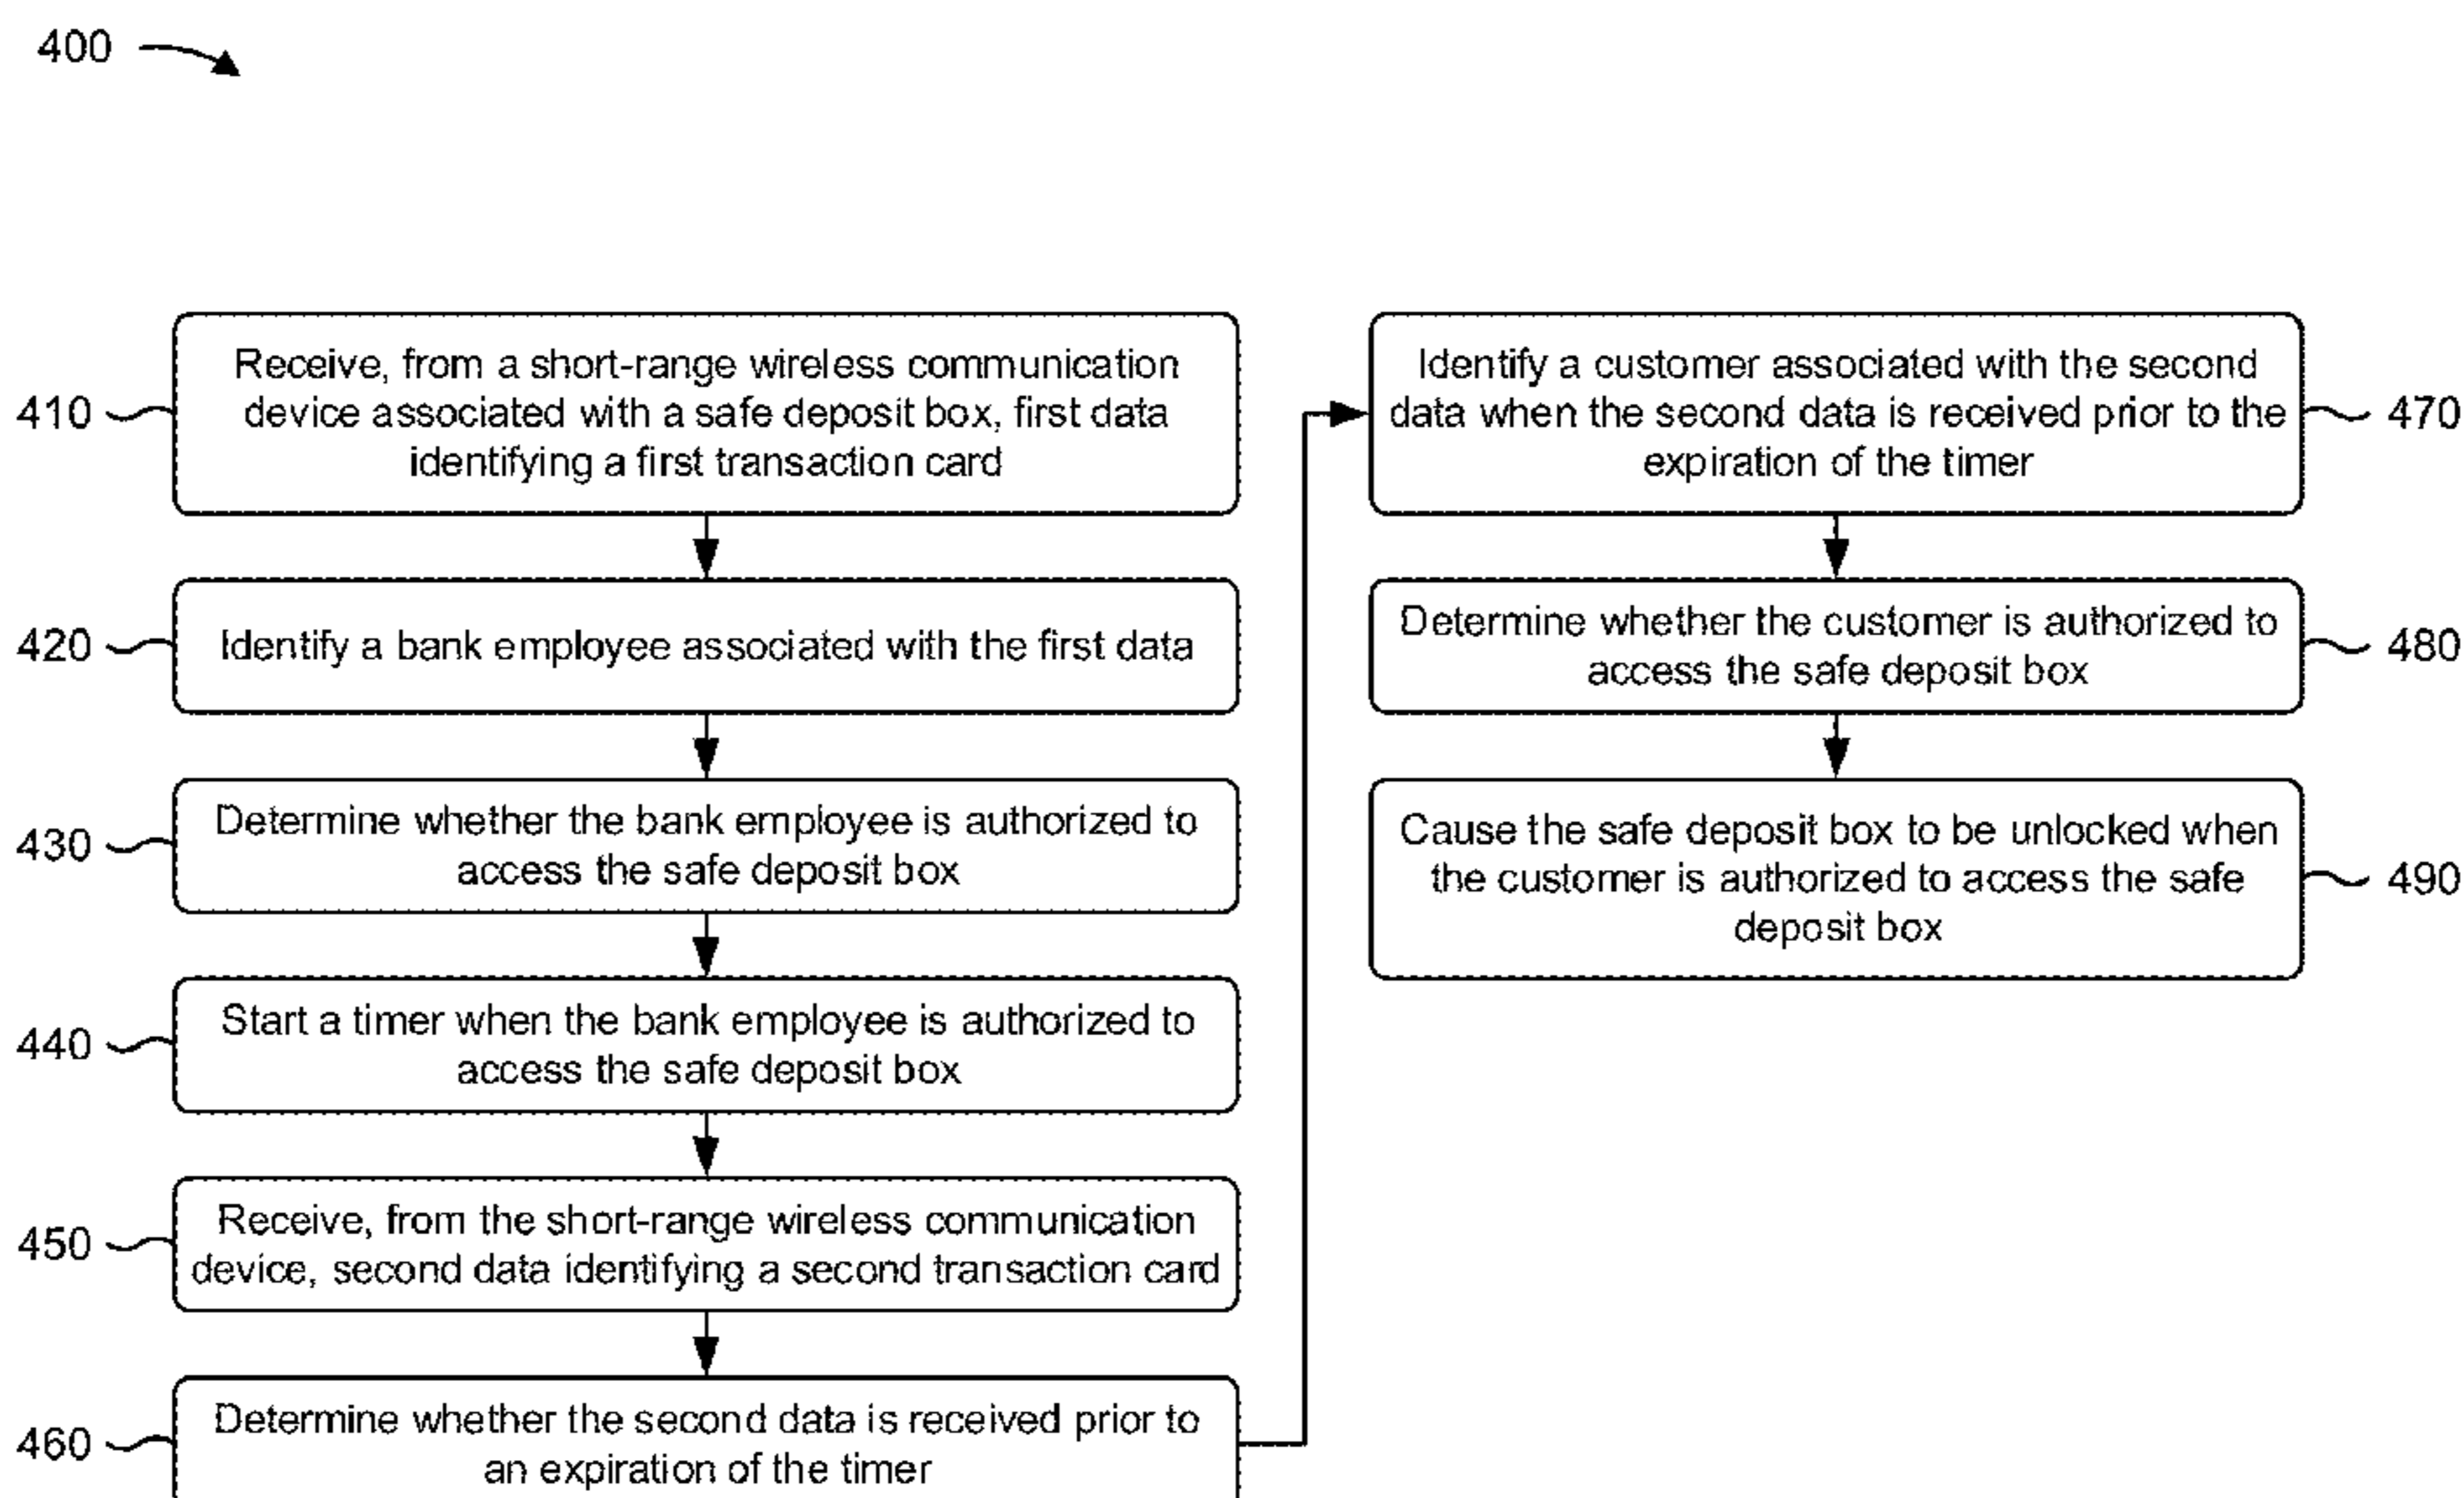 400
410
Receive, from a short-range wireless communication
device associated with a safe deposit box, first data
identifying a first transaction card
420
Identify a bank employee associated with the first data
430
Determine whether the bank employee is authorized to
access the safe deposit box
440
Start a timer when the bank employee is authorized to
access the safe deposit box
450
Receive, from the short-range wireless communication
device, second data identifying a second transaction card
460
Determine whether the second data is received prior to
an expiration of the timer
Identify a customer associated with the second
data when the second data is received prior to the
expiration of the timer
470
Determine whether the customer is authorized to
access the safe deposit box
480
Cause the safe deposit box to be unlocked when
the customer is authorized to access the safe
deposit box
490